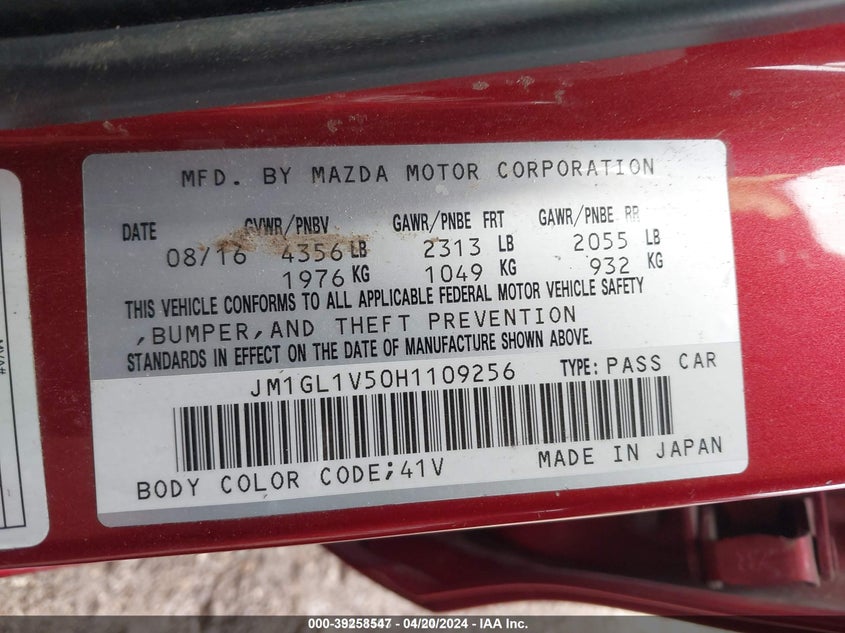 MFD. BY MAZDA MOTOR CORPORATION
DATE GVWR/PNBV GAWR/PNBE FRT GAWR/PNBE RR
08/16 4356 LB 2313 LB 2055 LB
1976 KG 1049 KG 932 KG
THIS VEHICLE CONFORMS TO ALL APPLICABLE FEDERAL MOTOR VEHICLE SAFETY
,BUMPER,AND THEFT PREVENTION
STANDARDS IN EFFECT ON THE DATE OF MANUFACTURE SHOWN ABOVE.
JM1GL1V50H1109256 TYPE: PASS CAR
BODY COLOR CODE;41V MADE IN JAPAN
MVA#
000-39258547 - 04/20/2024 - IAA Inc.